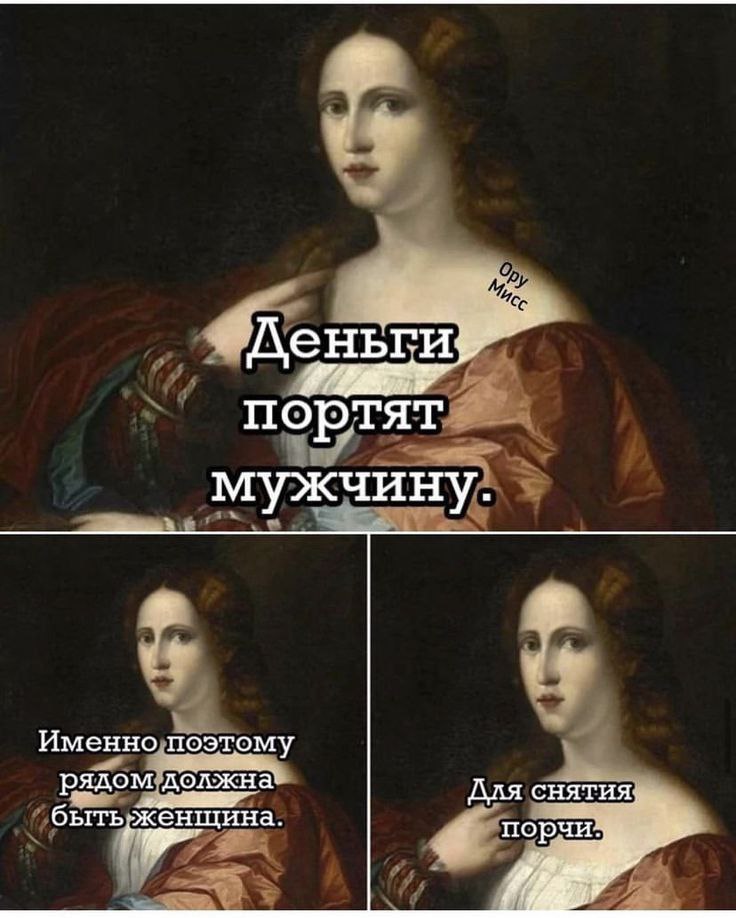 Ору
Мисс
Деньги
портят
мужчину.
Именно поэтому
рядом должна
быть женщина.
Для снятия
порчи.